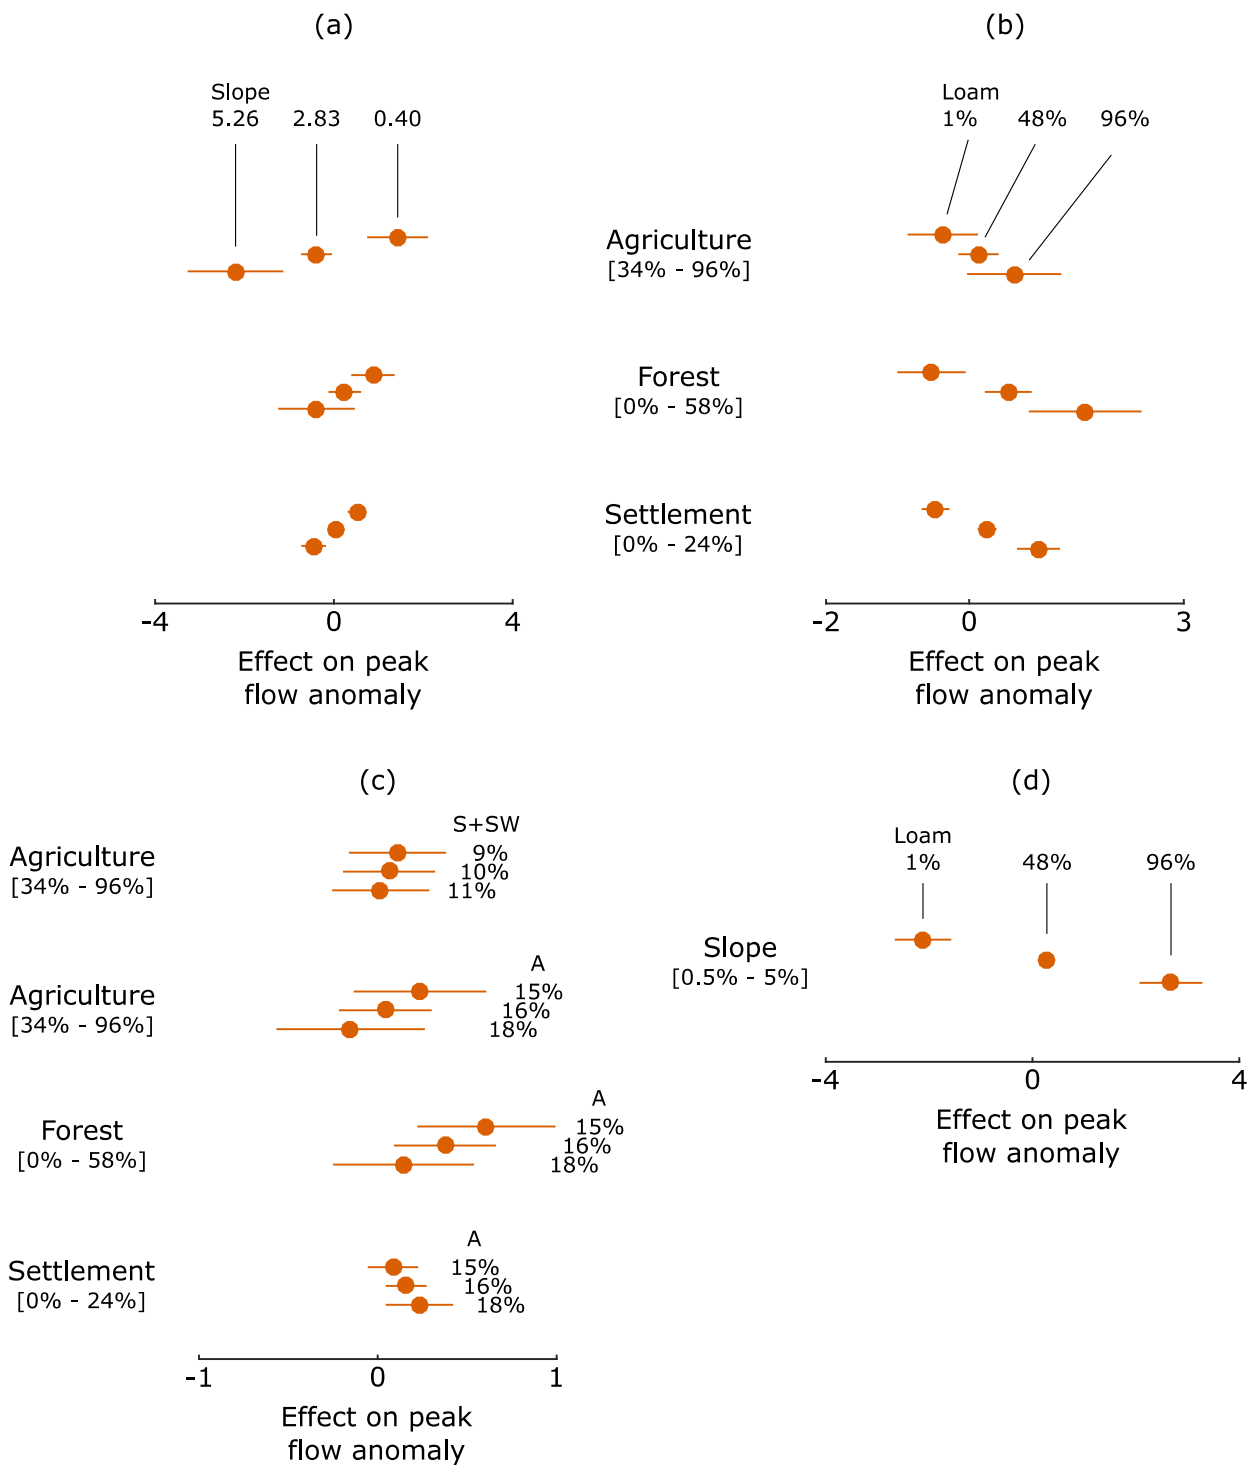 (a)
Slope
5.26 2.83 0.40
-4 0 4
Effect on peak
flow anomaly
(b)
Loam
1% 48% 96%
Agriculture
[34% - 96%]
Forest
[0% - 58%]
Settlement
[0% - 24%]
-2 0 3
Effect on peak
flow anomaly
(c)
S+SW
Agriculture
[34% - 96%]
9%
10%
11%
A
Agriculture
[34% - 96%]
15%
16%
18%
A
Forest
[0% - 58%]
15%
16%
18%
A
Settlement
[0% - 24%]
15%
16%
18%
-1 0 1
Effect on peak
flow anomaly
(d)
Loam
1% 48% 96%
Slope
[0.5% - 5%]
-4 0 4
Effect on peak
flow anomaly